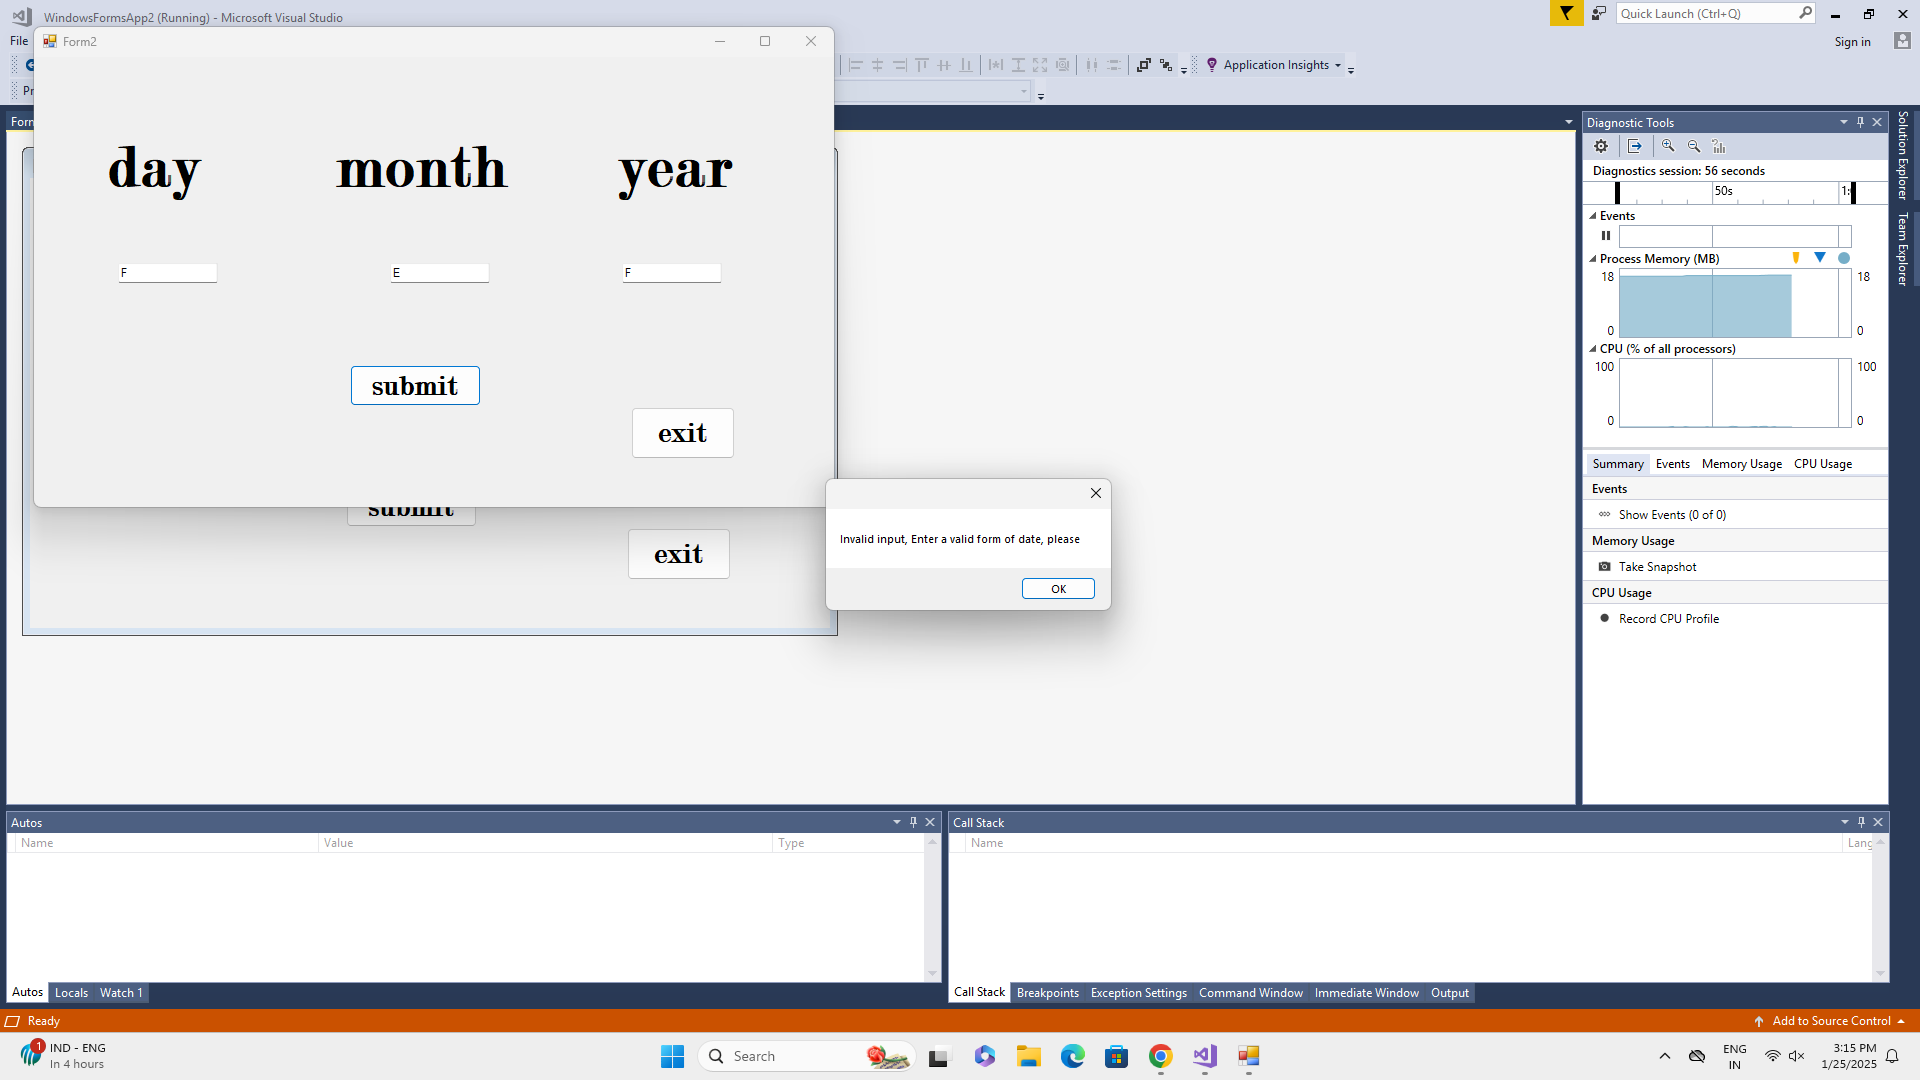 WindowsFormsApp2 (Running) - Microsoft Visual Studio
Quick Launch (Ctrl+Q)
File
Sign in
Form2
Application Insights
day
month
year
F
E
F
submit
exit
submit
exit
Invalid input, Enter a valid form of date, please
OK
Diagnostic Tools
Diagnostics session: 56 seconds
50s
Events
Process Memory (MB)
18
18
0
0
CPU (% of all processors)
100
100
0
0
Summary Events Memory Usage CPU Usage
Events
Show Events (0 of 0)
Memory Usage
Take Snapshot
CPU Usage
Record CPU Profile
Solution Explorer
Team Explorer
Autos
Name Value Type
Autos Locals Watch 1
Call Stack
Name
Call Stack Breakpoints Exception Settings Command Window Immediate Window Output
Ready
Add to Source Control
1
IND - ENG
In 4 hours
Search
ENG
IN
3:15 PM
1/25/2025